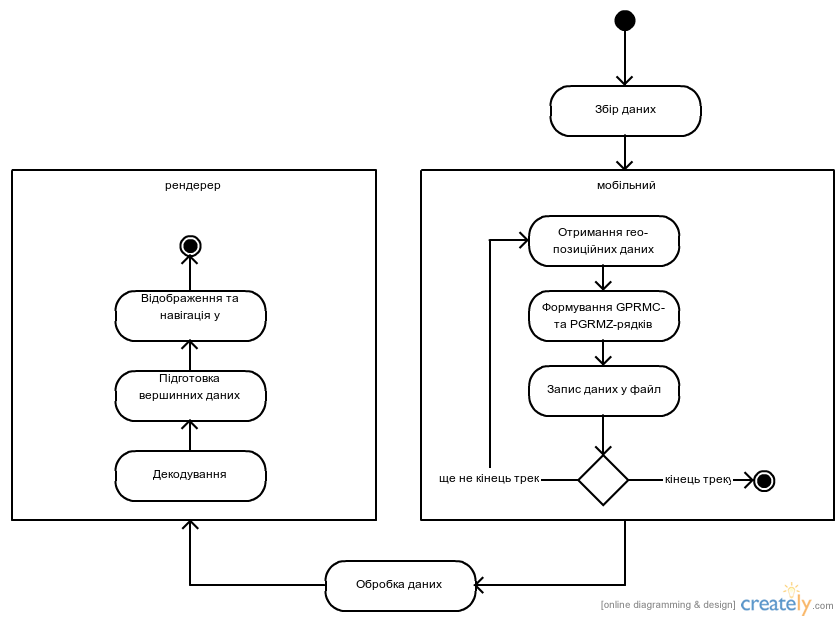 Збір даних
мобільний
Отримання гео-
позиційних даних
Формування GPRMC-
та PGRMZ-рядків
Запис даних у файл
ще не кінець трек
кінець треку
Обробка даних
рендерер
Відображення та
навігація у
Підготовка
вершинних даних
Декодування
[online diagramming & design] creately.com